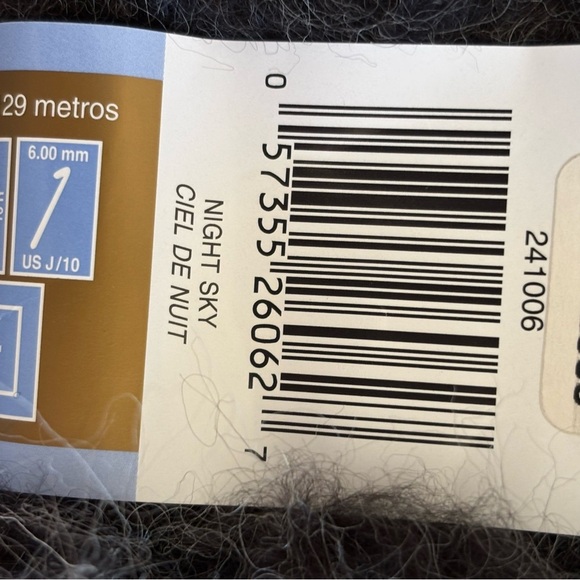 29 metros
6.00 mm
US J/10
NIGHT SKY
CIEL DE NUIT
0 57355 26062 7
241006